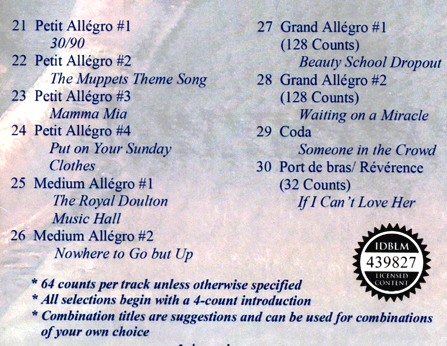 21 Petit Allégro #1
30/90
22 Petit Allégro #2
The Muppets Theme Song
23 Petit Allégro #3
Mamma Mia
24 Petit Allégro #4
Put on Your Sunday
Clothes
25 Medium Allégro #1
The Royal Doulton
Music Hall
26 Medium Allégro #2
Nowhere to Go but Up
27 Grand Allégro #1
(128 Counts)
Beauty School Dropout
28 Grand Allégro #2
(128 Counts)
Waiting on a Miracle
29 Coda
Someone in the Crowd
30 Port de bras/ Révérence
(32 Counts)
If I Can't Love Her
IDBLM
439827
LICENSED
CONTENT
* 64 counts per track unless otherwise specified
* All selections begin with a 4-count introduction
* Combination titles are suggestions and can be used for combinations
of your own choice